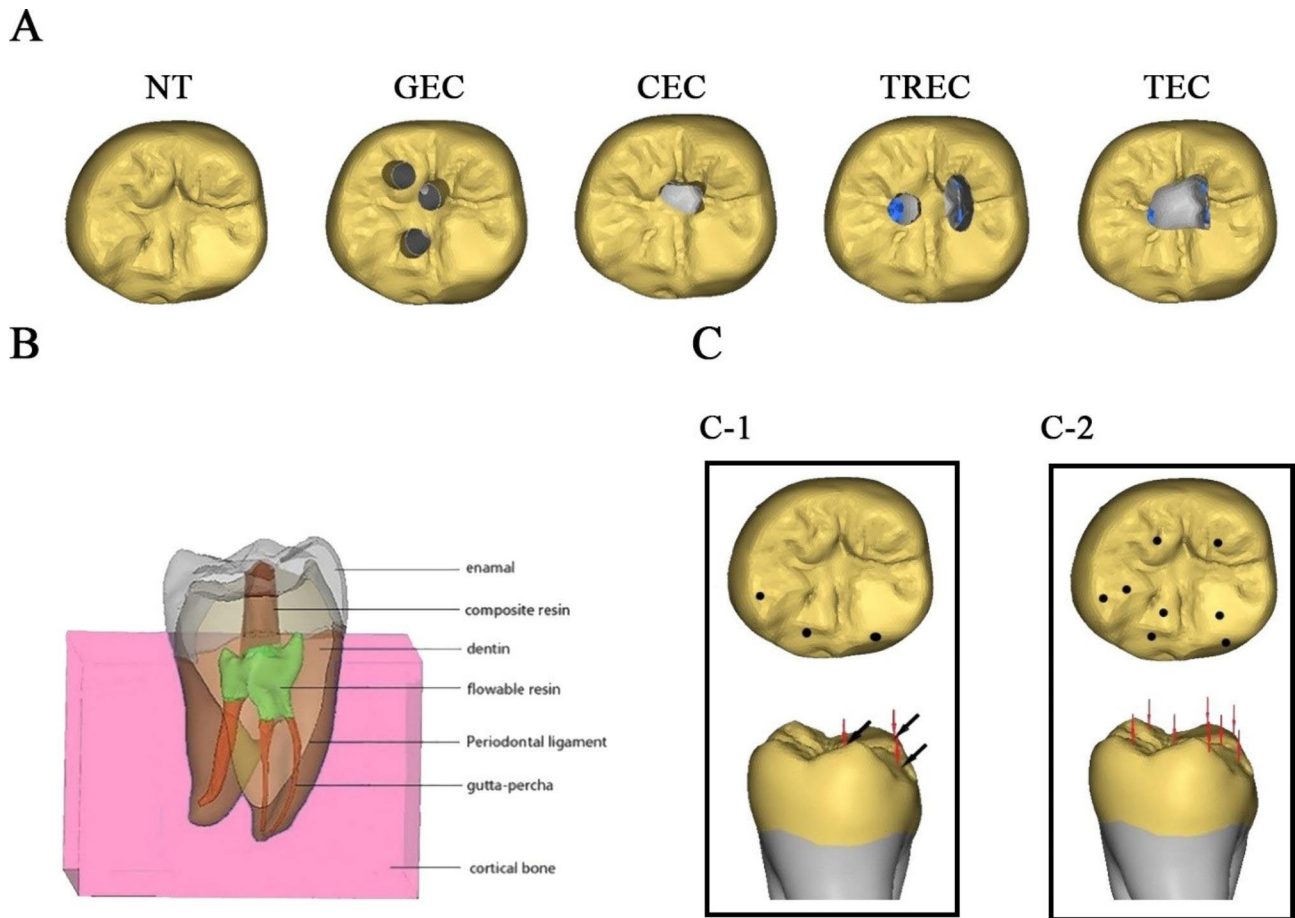 A
NT GEC CEC TREC TEC
B
enamal
composite resin
dentin
flowable resin
Periodontal ligament
gutta-percha
cortical bone
C
C-1
C-2